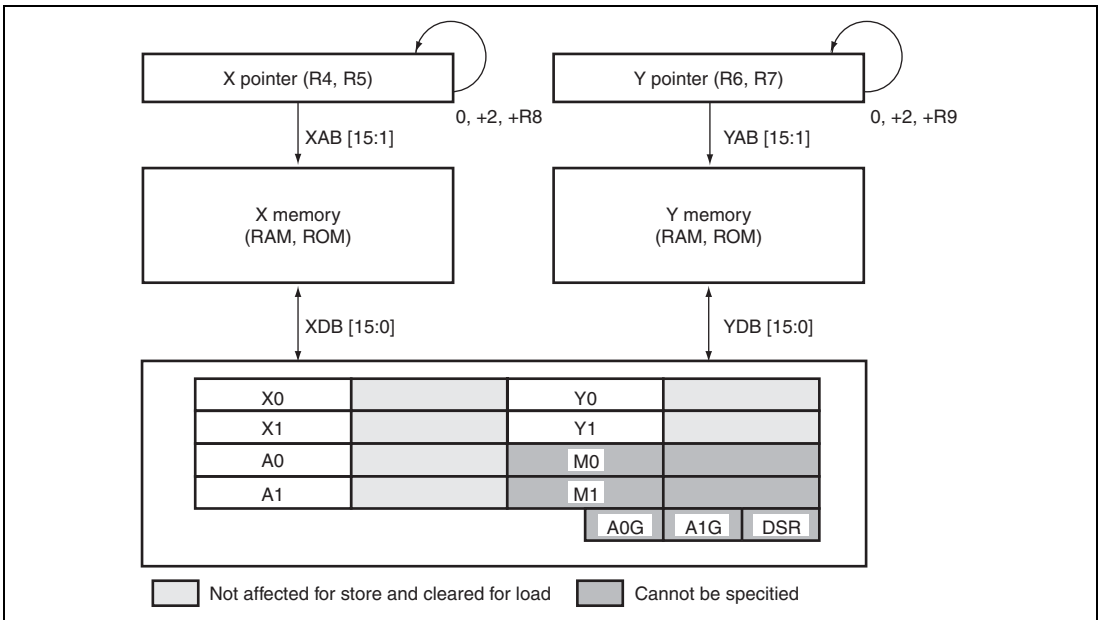 X pointer (R4, R5)
Y pointer (R6, R7)
0, +2, +R8
0, +2, +R9
XAB [15:1]
YAB [15:1]
X memory
(RAM, ROM)
Y memory
(RAM, ROM)
XDB [15:0]
YDB [15:0]
X0
Y0
X1
Y1
A0
M0
A1
M1
A0G
A1G
DSR
Not affected for store and cleared for load
Cannot be specitied